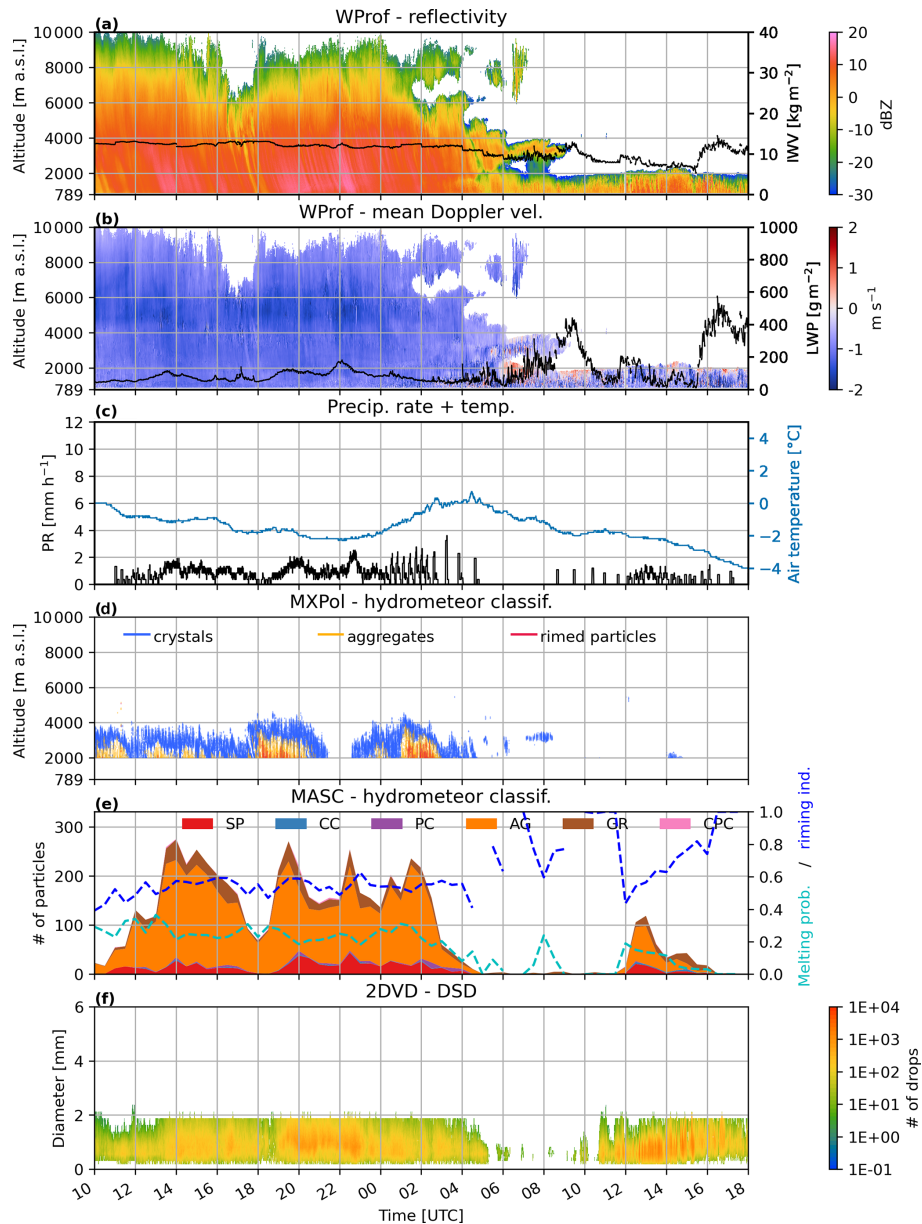 (a) WProf - reflectivity
10 000
8000
6000
4000
2000
789
Altitude [m a.s.l.]
40
30
20
10
0
IWV [kg m⁻²]
20
10
0
-10
-20
-30
dBZ
(b) WProf - mean Doppler vel.
10 000
8000
6000
4000
2000
789
Altitude [m a.s.l.]
1000
800
600
400
200
0
LWP [g m⁻²]
2
1
0
-1
-2
m s⁻¹
(c) Precip. rate + temp.
12
10
8
6
4
2
0
PR [mm h⁻¹]
4
2
0
−2
−4
Air temperature [°C]
(d) MXPol - hydrometeor classif.
10 000
8000
6000
4000
2000
789
Altitude [m a.s.l.]
crystals aggregates rimed particles
(e) MASC - hydrometeor classif.
300
200
100
0
# of particles
SP CC PC AG GR CPC
1.0
0.8
0.6
0.4
0.2
0.0
Melting prob. / riming ind.
(f) 2DVD - DSD
6
4
2
0
Diameter [mm]
1E+04
1E+03
1E+02
1E+01
1E+00
1E-01
# of drops
10 12 14 16 18 20 22 00 02 04 06 08 10 12 14 16 18
Time [UTC]